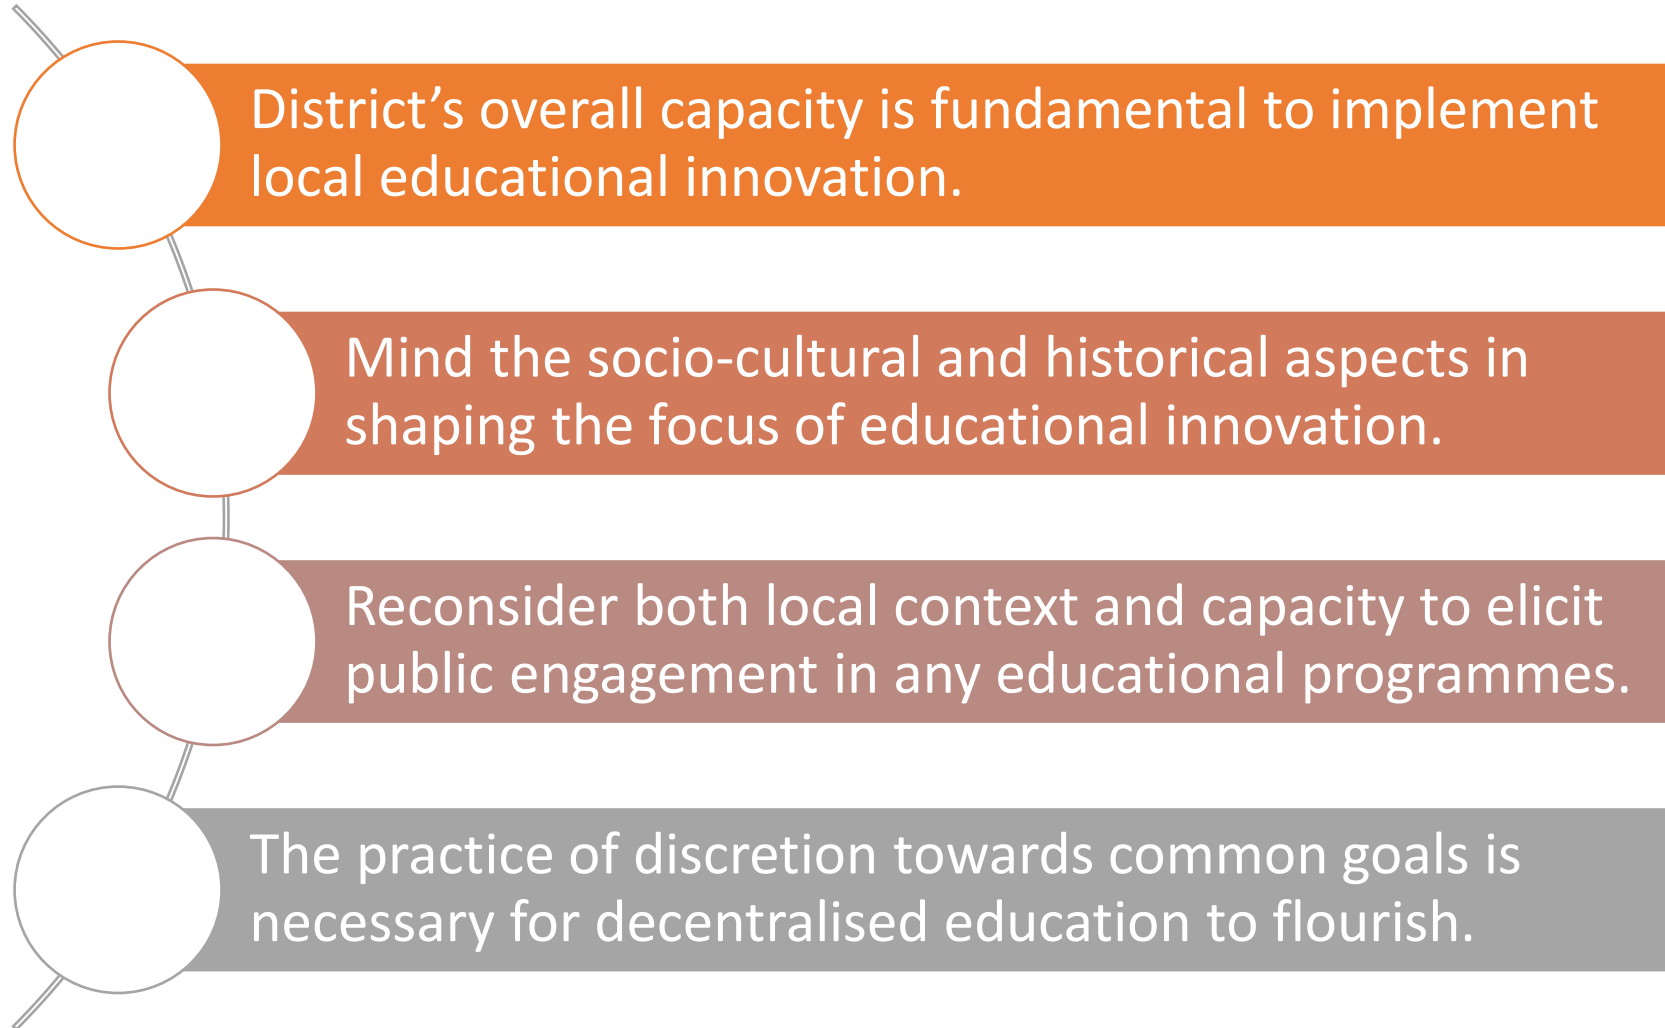 District’s overall capacity is fundamental to implement
local educational innovation.
Mind the socio-cultural and historical aspects in
shaping the focus of educational innovation.
Reconsider both local context and capacity to elicit
public engagement in any educational programmes.
The practice of discretion towards common goals is
necessary for decentralised education to flourish.